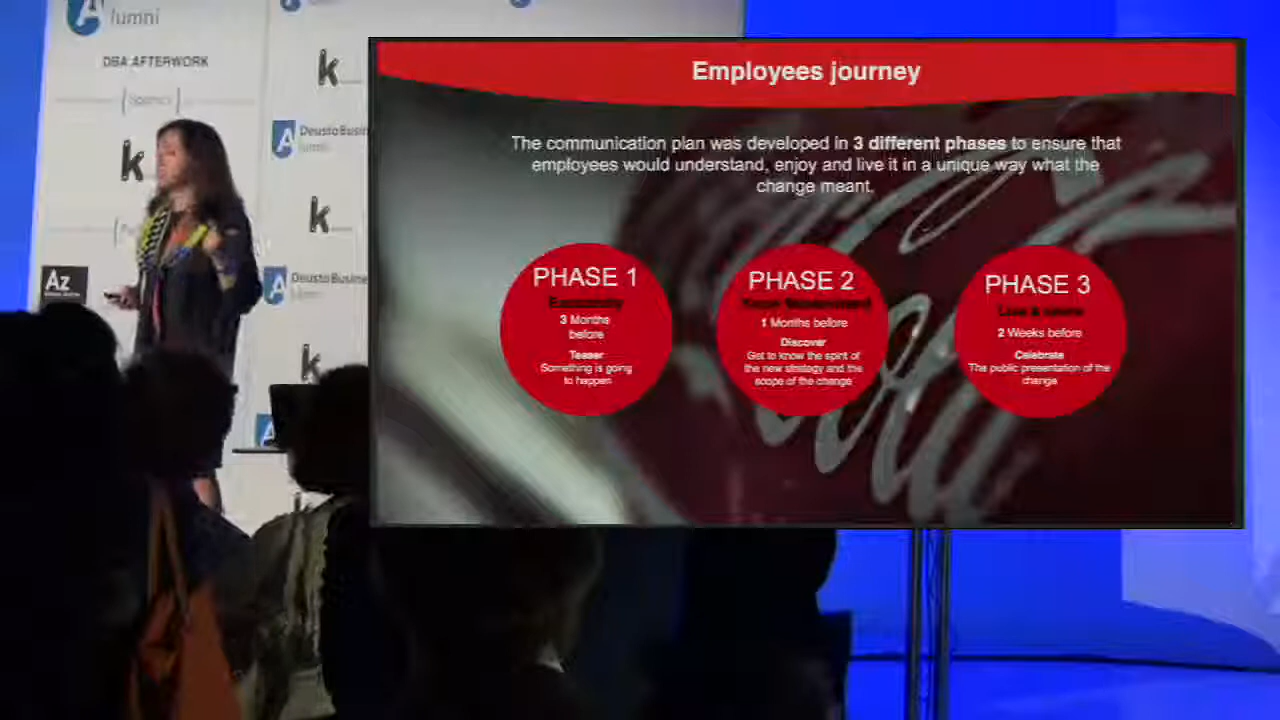 lumni
DBA AFTERWORK
k
DeustoBusin
lumni
k
k
Az
DeustoBusine
k
Employees journey
The communication plan was developed in 3 different phases to ensure that
employees would understand, enjoy and live it in a unique way what the
change meant.
PHASE 1
3 Months
before
Teaser
Something is going
to happen
PHASE 2
1 Months before
Discover
Get to know the spirit of
the new strategy and the
scope of the change
PHASE 3
2 Weeks before
Celebrate
The public presentation of the
change